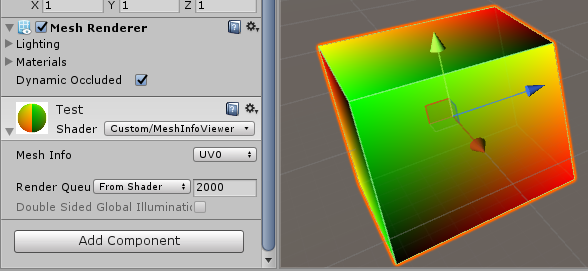 X 1 Y 1 Z 1
Mesh Renderer
Lighting
Materials
Dynamic Occluded
Test
Shader Custom/MeshInfoViewer
Mesh Info UV0
Render Queu From Shader 2000
Double Sided Global Illuminatio
Add Component